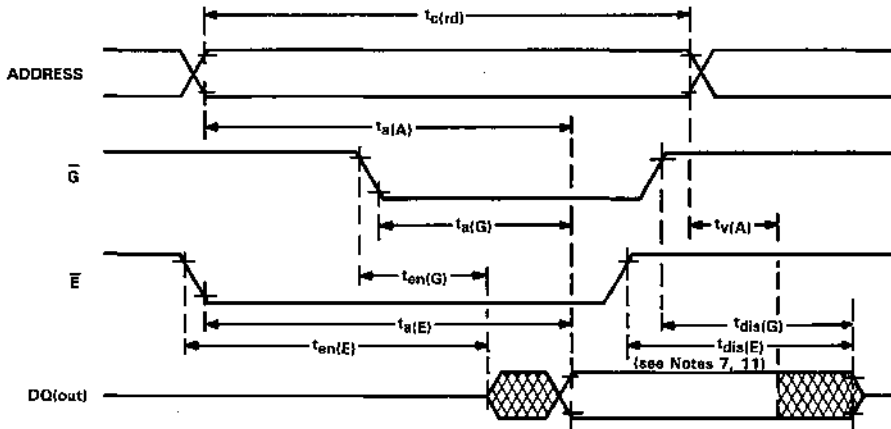 tc(rd)
ADDRESS
ta(A)
G
ta(G)
tv(A)
E
ten(G)
ta(E)
tdis(G)
ten(E)
tdis(E)
(see Notes 7, 11)
DQ(out)